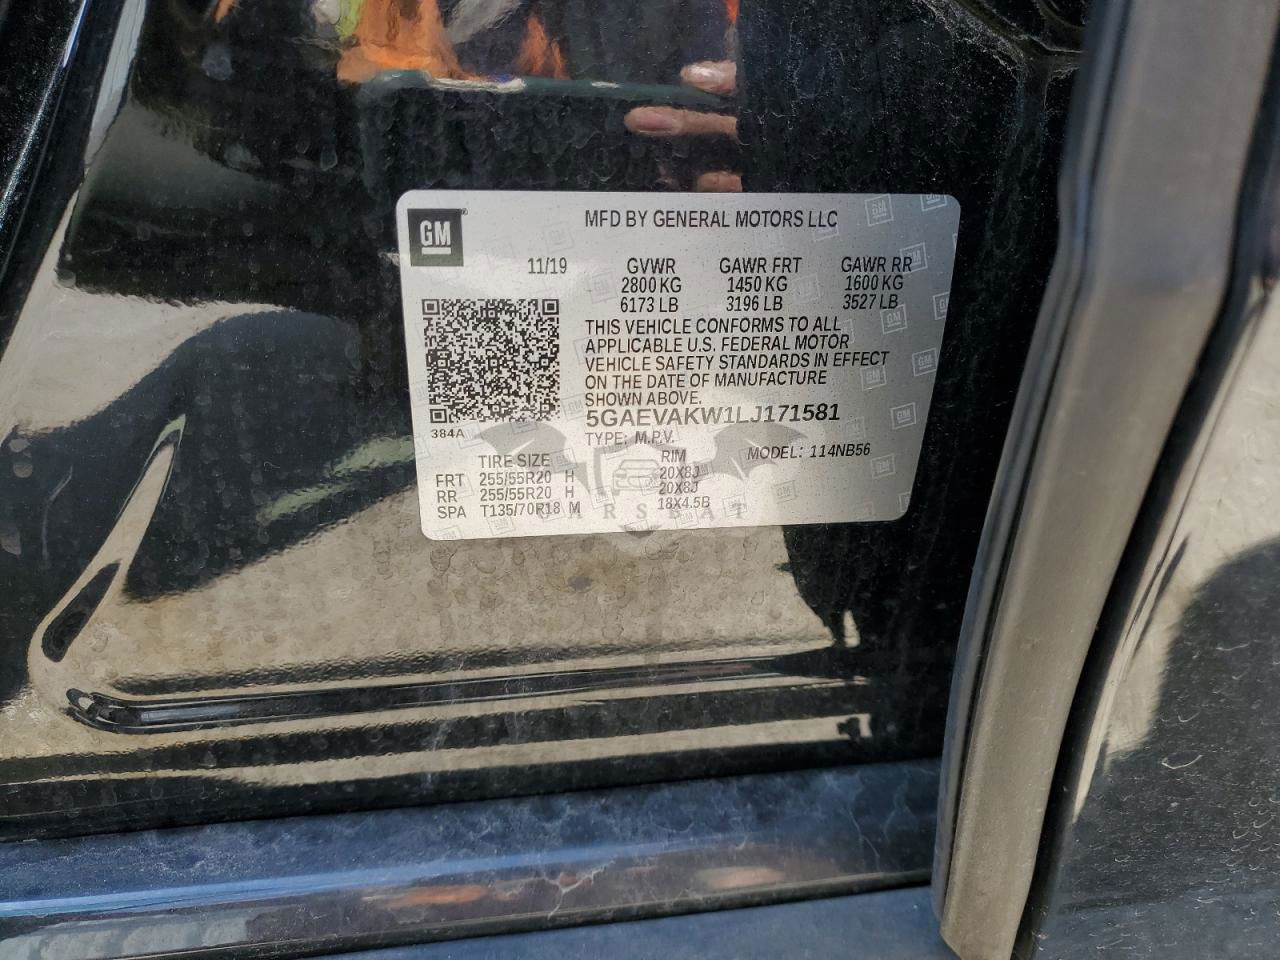 GM
MFD BY GENERAL MOTORS LLC
11/19 GVWR GAWR FRT GAWR RR
2800 KG 1450 KG 1600 KG
6173 LB 3196 LB 3527 LB
THIS VEHICLE CONFORMS TO ALL
APPLICABLE U.S. FEDERAL MOTOR
VEHICLE SAFETY STANDARDS IN EFFECT
ON THE DATE OF MANUFACTURE
SHOWN ABOVE.
384A
5GAEVAKW1LJ171581
TYPE: M.P.V.
MODEL: 114NB56
TIRE SIZE RIM
FRT 255/55R20 H 20X8J
RR 255/55R20 H 20X8J
SPA T135/70R18 M 18X4.5B
CARSBAT